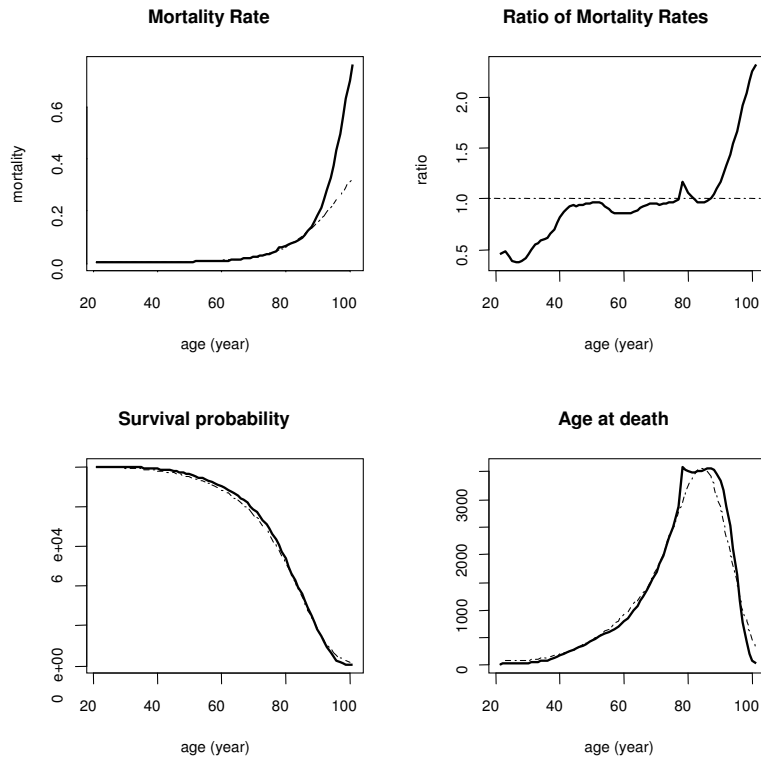 Mortality Rate
mortality
0.0 0.2 0.4 0.6
20 40 60 80 100
age (year)
Ratio of Mortality Rates
ratio
0.5 1.0 1.5 2.0
20 40 60 80 100
age (year)
Survival probability
0 e+00 6 e+04
20 40 60 80 100
age (year)
Age at death
0 1000 2000 3000
20 40 60 80 100
age (year)